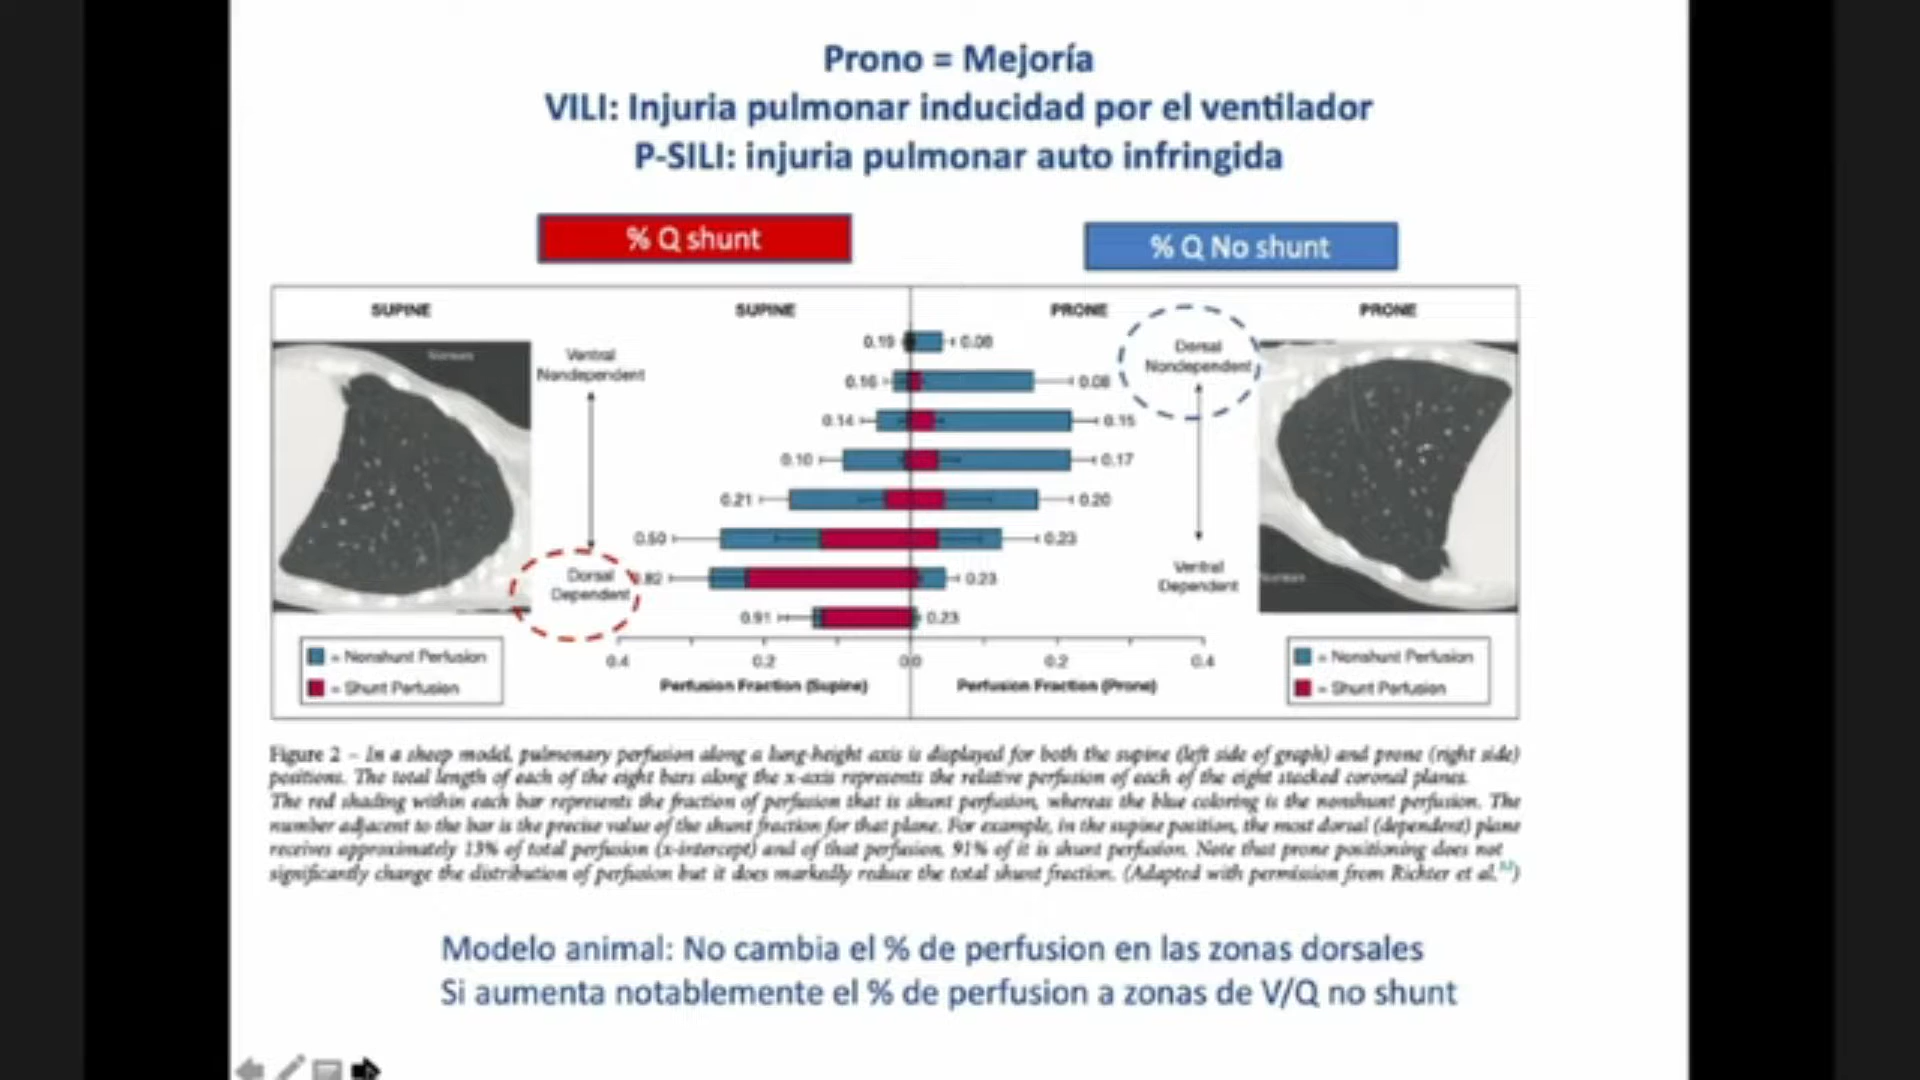 Prono = Mejoría
VILI: Injuria pulmonar inducidad por el ventilador
P-SILI: injuria pulmonar auto infringida
% Q shunt
% Q No shunt
SUPINE
SUPINE
PRONE
PRONE
Ventral
Nondependent
Dorsal
Nondependent
0.19
0.08
0.16
0.08
0.14
0.15
0.10
0.17
0.21
0.20
0.50
0.23
.82
0.23
0.91
0.23
Dorsal
Dependent
Ventral
Dependent
= Nonshunt Perfusion
= Shunt Perfusion
0.4
0.2
0.0
0.2
0.4
Perfusion Fraction (Supine)
Perfusion Fraction (Prone)
= Nonshunt Perfusion
= Shunt Perfusion
Figure 2 – In a sheep model, pulmonary perfusion along a lung-height axis is displayed for both the supine (left side of graph) and prone (right side)
positions. The total length of each of the eight bars along the x-axis represents the relative perfusion of each of the eight stacked coronal planes.
The red shading within each bar represents the fraction of perfusion that is shunt perfusion, whereas the blue coloring is the nonshunt perfusion. The
number adjacent to the bar is the precise value of the shunt fraction for that plane. For example, in the supine position, the most dorsal (dependent) plane
receives approximately 13% of total perfusion (x-intercept) and of that perfusion, 91% of it is shunt perfusion. Note that prone positioning does not
significantly change the distribution of perfusion but it does markedly reduce the total shunt fraction. (Adapted with permission from Richter et al.)
Modelo animal: No cambia el % de perfusion en las zonas dorsales
Si aumenta notablemente el % de perfusion a zonas de V/Q no shunt